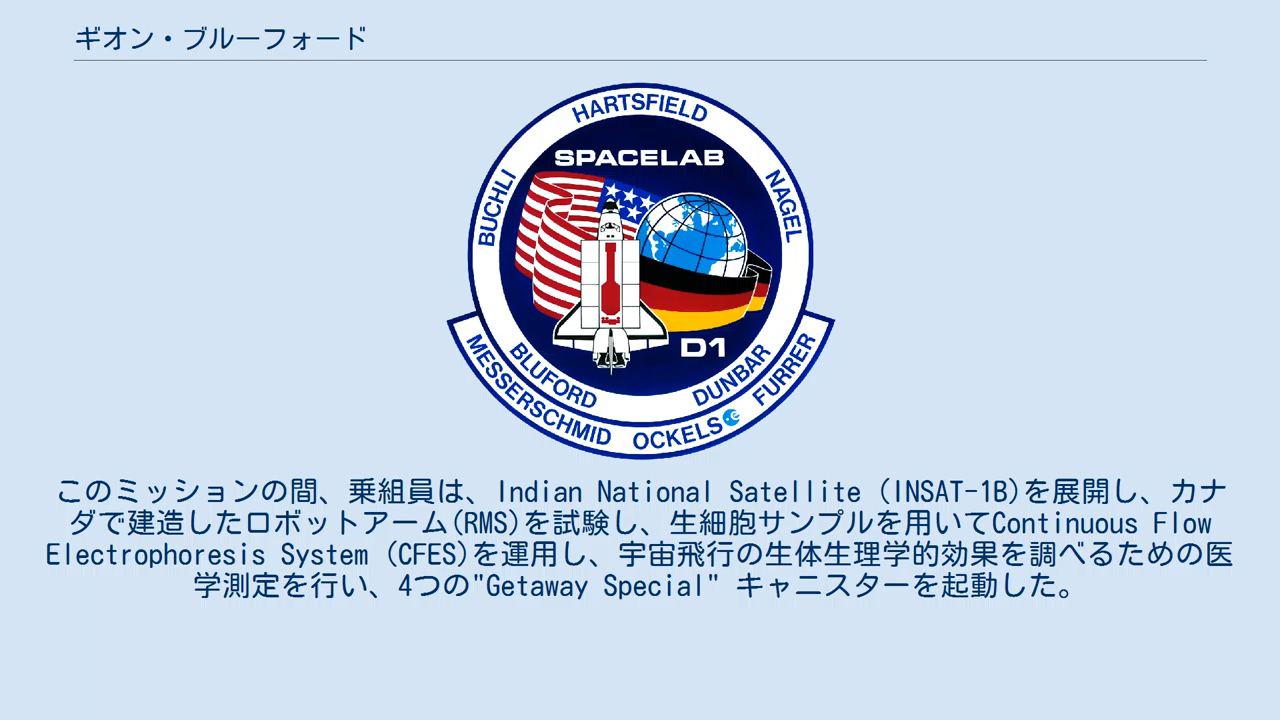 ギオン・ブルーフォード
HARTSFIELD
SPACELAB
BUCHLI
NAGEL
D1
BLUFORD
DUNBAR
MESSERSCHMID
OCKELS
FURRER
このミッションの間、乗組員は、Indian National Satellite (INSAT-1B)を展開し、カナ
ダで建造したロボットアーム(RMS)を試験し、生細胞サンプルを用いてContinuous Flow
Electrophoresis System (CFES)を運用し、宇宙飛行の生体生理学的効果を調べるための医
学測定を行い、4つの"Getaway Special" キャニスターを起動した。